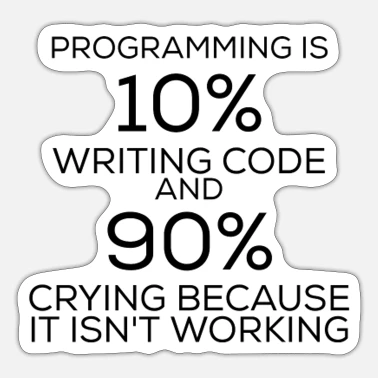 PROGRAMMING IS
10%
WRITING CODE
AND
90%
CRYING BECAUSE
IT ISN'T WORKING